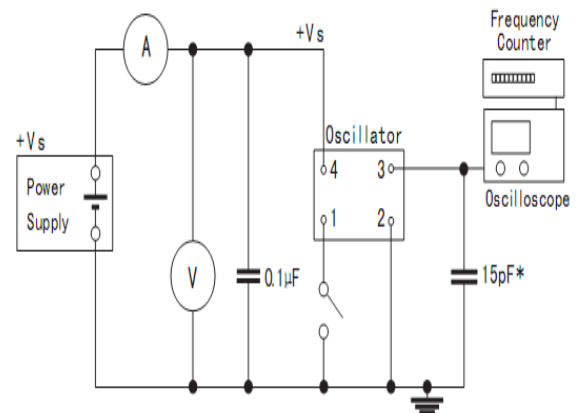 Frequency
Counter
+Vs
A
Oscillator
+Vs
Power
Supply
4 3
1 2
Oscilloscope
V
0.1μF
15pF*